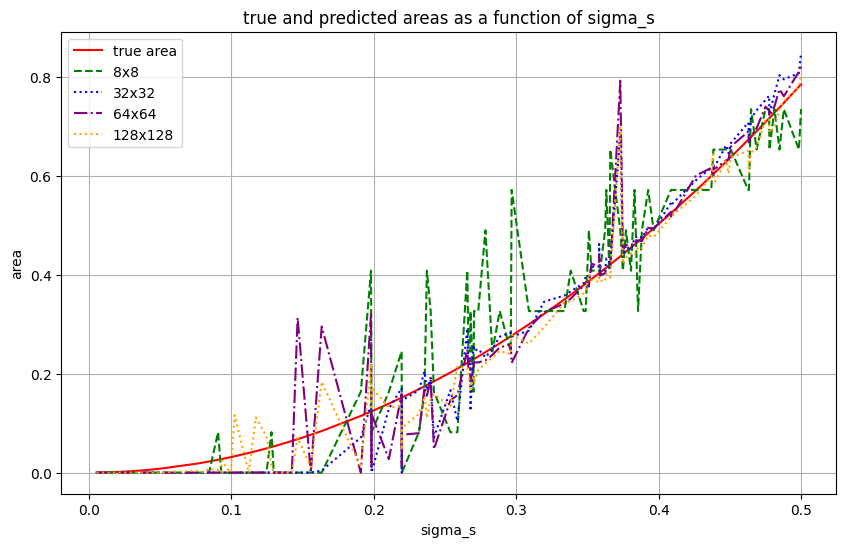 true and predicted areas as a function of sigma_s
true area
8x8
32x32
64x64
128x128
area
0.8
0.6
0.4
0.2
0.0
0.0 0.1 0.2 0.3 0.4 0.5
sigma_s